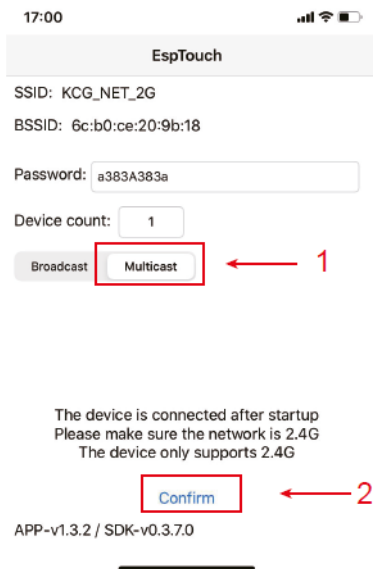 17:00
EspTouch
SSID: KCG_NET_2G
BSSID: 6c:b0:ce:20:9b:18
Password: a383A383a
Device count: 1
Broadcast Multicast 1
The device is connected after startup
Please make sure the network is 2.4G
The device only supports 2.4G
Confirm 2
APP-v1.3.2 / SDK-v0.3.7.0